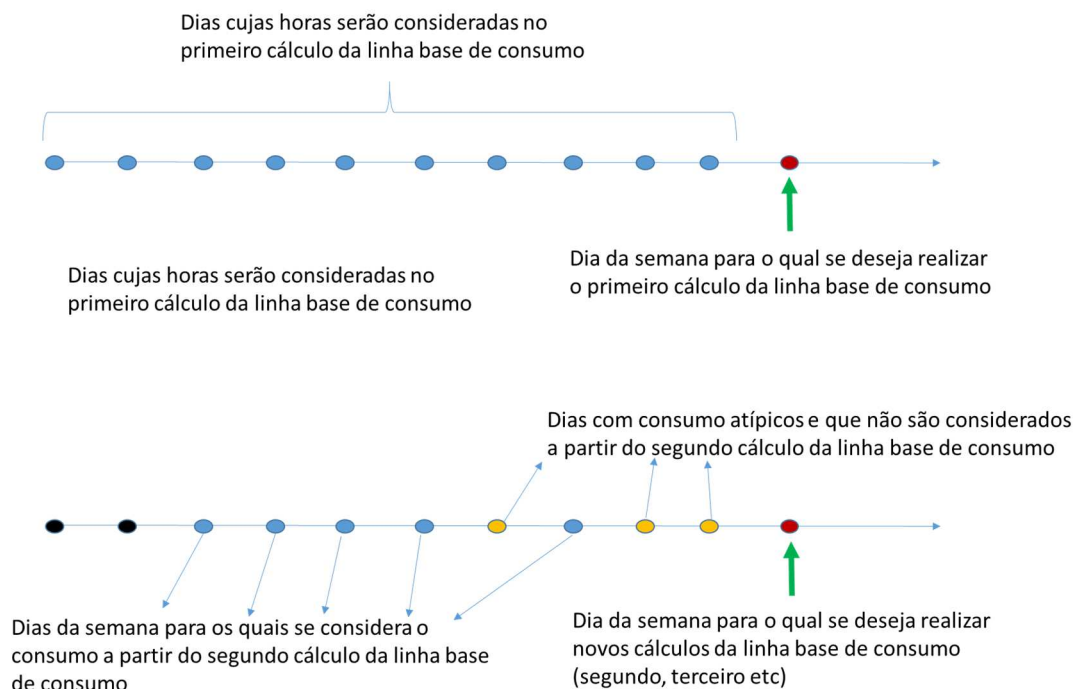 Dias cujas horas serão consideradas no
primeiro cálculo da linha base de consumo
Dia da semana para o qual se deseja realizar
o primeiro cálculo da linha base de consumo
Dias cujas horas serão consideradas no
primeiro cálculo da linha base de consumo
Dias com consumo atípicos e que não são considerados
a partir do segundo cálculo da linha base de consumo
Dias da semana para os quais se considera o
consumo a partir do segundo cálculo da linha base
de consumo
Dia da semana para o qual se deseja realizar
novos cálculos da linha base de consumo
(segundo, terceiro etc)